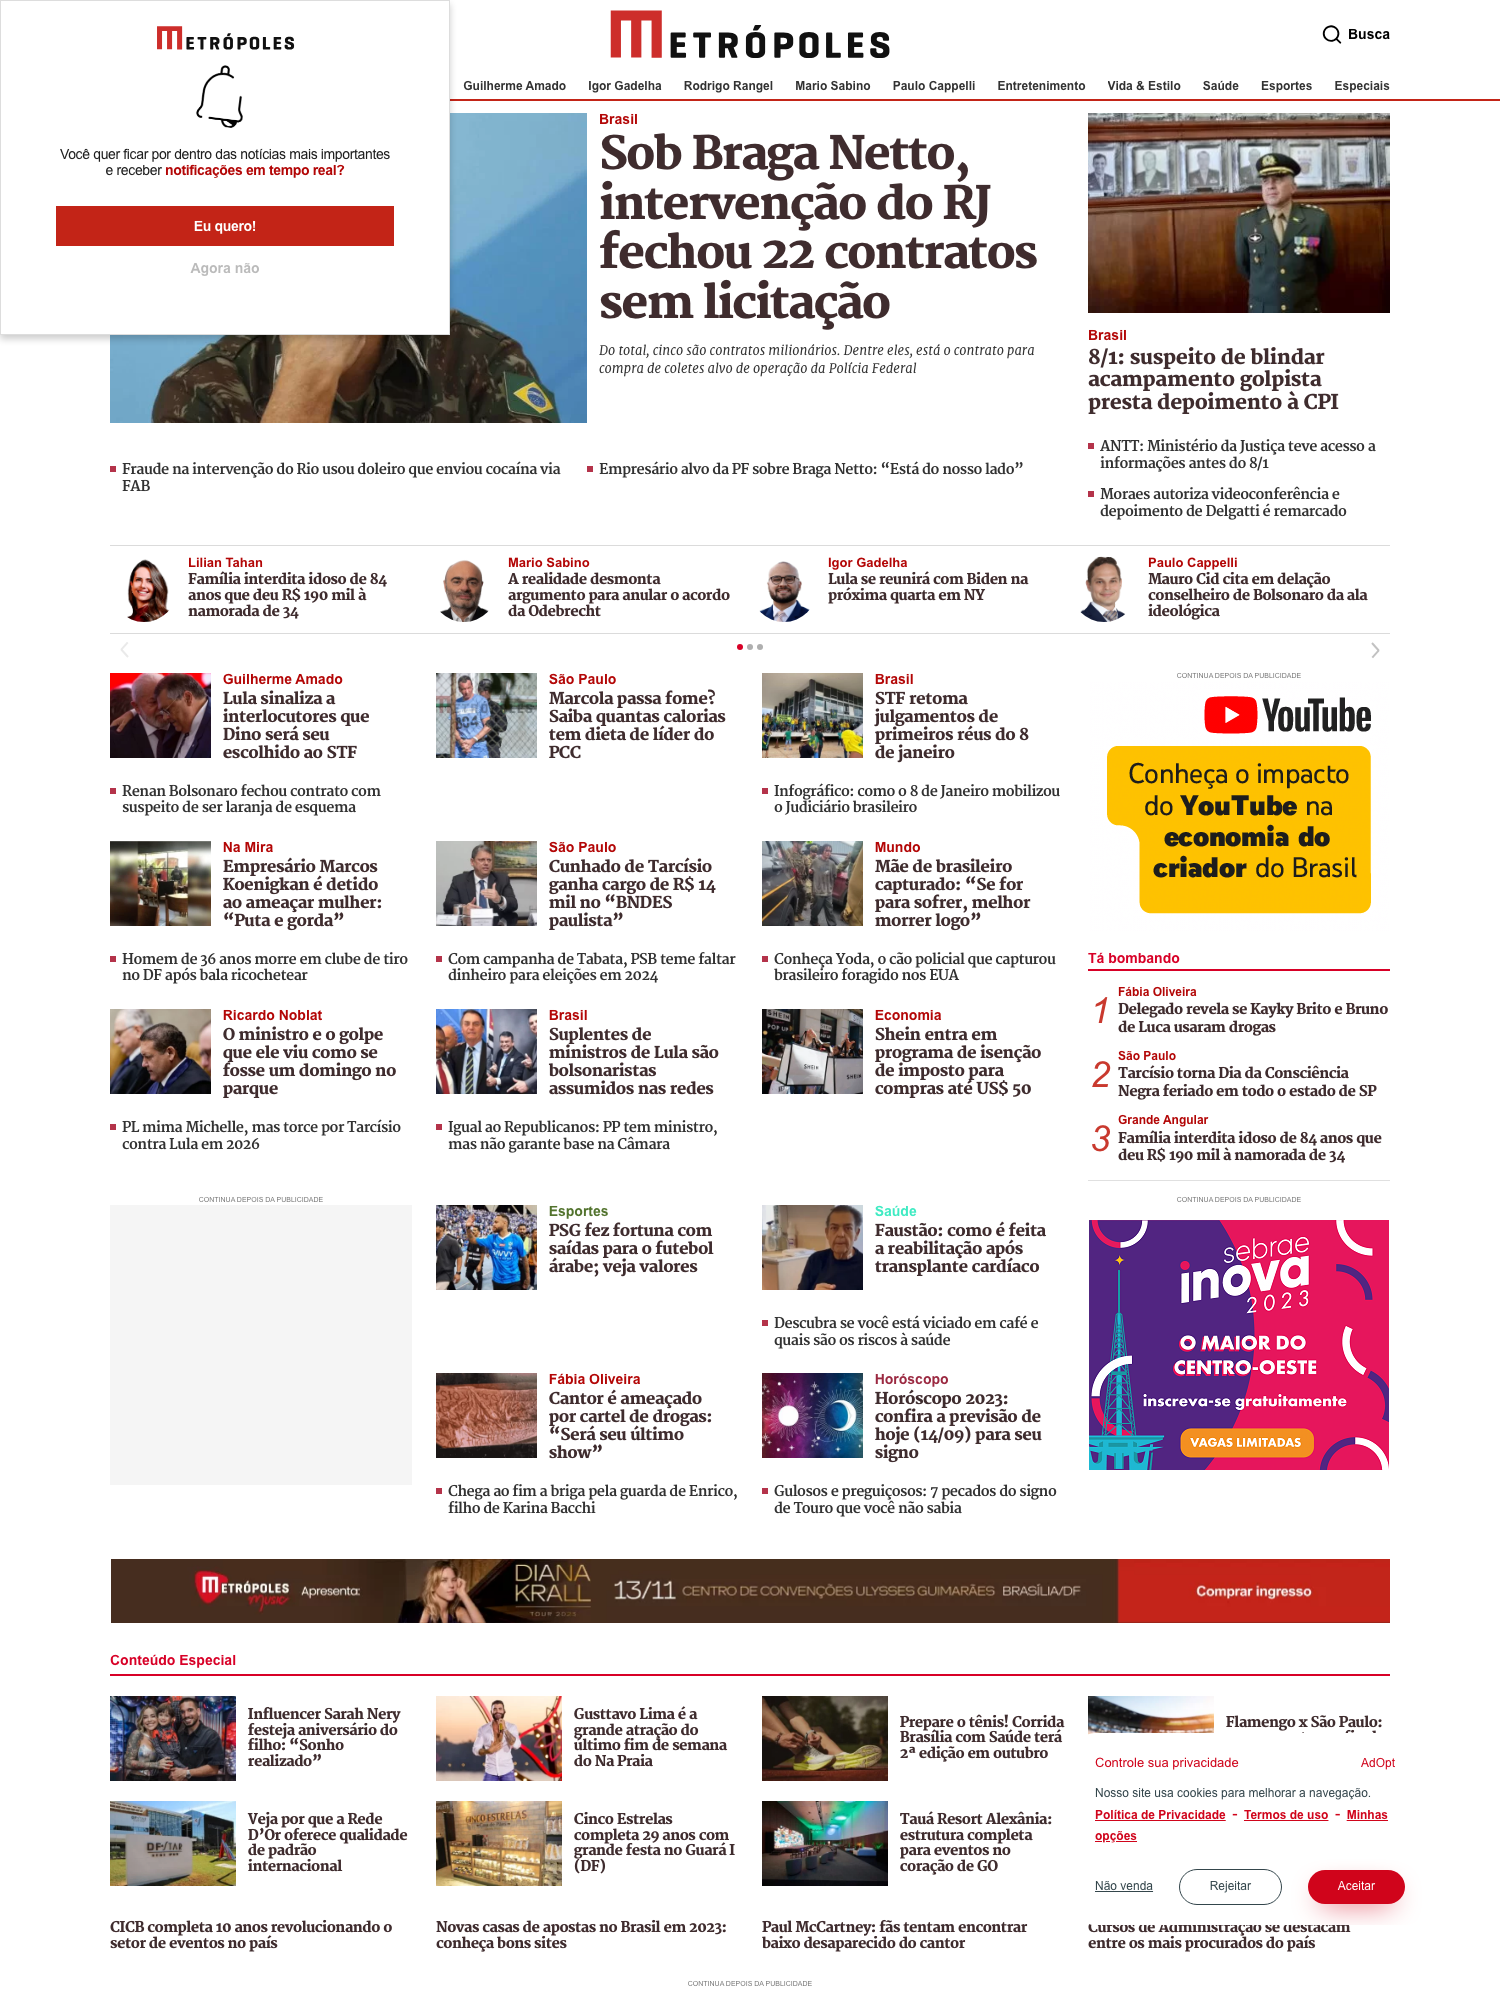 METRÓPOLES
Você quer ficar por dentro das notícias mais importantes
e receber notificações em tempo real?
Eu quero!
Agora não
METRÓPOLES
Busca
Guilherme Amado
Igor Gadelha
Rodrigo Rangel
Mario Sabino
Paulo Cappelli
Entretenimento
Vida & Estilo
Saúde
Esportes
Especiais
Brasil
Sob Braga Netto,
intervenção do RJ
fechou 22 contratos
sem licitação
Do total, cinco são contratos milionários. Dentre eles, está o contrato para
compra de coletes alvo de operação da Polícia Federal
Fraude na intervenção do Rio usou doleiro que enviou cocaína via
FAB
Empresário alvo da PF sobre Braga Netto: “Está do nosso lado”
Brasil
8/1: suspeito de blindar
acampamento golpista
presta depoimento à CPI
ANTT: Ministério da Justiça teve acesso a
informações antes do 8/1
Moraes autoriza videoconferência e
depoimento de Delgatti é remarcado
Lilian Tahan
Família interdita idoso de 84
anos que deu R$ 190 mil à
namorada de 34
Mario Sabino
A realidade desmonta
argumento para anular o acordo
da Odebrecht
Igor Gadelha
Lula se reunirá com Biden na
próxima quarta em NY
Paulo Cappelli
Mauro Cid cita em delação
conselheiro de Bolsonaro da ala
ideológica
Guilherme Amado
Lula sinaliza a
interlocutores que
Dino será seu
escolhido ao STF
Renan Bolsonaro fechou contrato com
suspeito de ser laranja de esquema
São Paulo
Marcola passa fome?
Saiba quantas calorias
tem dieta de líder do
PCC
Brasil
STF retoma
julgamentos de
primeiros réus do 8
de janeiro
Infográfico: como o 8 de Janeiro mobilizou
o Judiciário brasileiro
CONTINUA DEPOIS DA PUBLICIDADE
YouTube
Conheça o impacto
do YouTube na
economia do
criador do Brasil
Na Mira
Empresário Marcos
Koenigkan é detido
ao ameaçar mulher:
“Puta e gorda”
Homem de 36 anos morre em clube de tiro
no DF após bala ricochetear
São Paulo
Cunhado de Tarcísio
ganha cargo de R$ 14
mil no “BNDES
paulista”
Com campanha de Tabata, PSB teme faltar
dinheiro para eleições em 2024
Mundo
Mãe de brasileiro
capturado: “Se for
para sofrer, melhor
morrer logo”
Conheça Yoda, o cão policial que capturou
brasileiro foragido nos EUA
Tá bombando
1
Fábia Oliveira
Delegado revela se Kayky Brito e Bruno
de Luca usaram drogas
2
São Paulo
Tarcísio torna Dia da Consciência
Negra feriado em todo o estado de SP
3
Grande Angular
Família interdita idoso de 84 anos que
deu R$ 190 mil à namorada de 34
Ricardo Noblat
O ministro e o golpe
que ele viu como se
fosse um domingo no
parque
PL mima Michelle, mas torce por Tarcísio
contra Lula em 2026
Brasil
Suplentes de
ministros de Lula são
bolsonaristas
assumidos nas redes
Igual ao Republicanos: PP tem ministro,
mas não garante base na Câmara
Economia
Shein entra em
programa de isenção
de imposto para
compras até US$ 50
POP UP
SHEIN
SHEIN
CONTINUA DEPOIS DA PUBLICIDADE
Esportes
PSG fez fortuna com
saídas para o futebol
árabe; veja valores
Saúde
Faustão: como é feita
a reabilitação após
transplante cardíaco
Descubra se você está viciado em café e
quais são os riscos à saúde
CONTINUA DEPOIS DA PUBLICIDADE
sebrae
inova
2023
O MAIOR DO
CENTRO-OESTE
inscreva-se gratuitamente
VAGAS LIMITADAS
Fábia Oliveira
Cantor é ameaçado
por cartel de drogas:
“Será seu último
show”
Chega ao fim a briga pela guarda de Enrico,
filho de Karina Bacchi
Horóscopo
Horóscopo 2023:
confira a previsão de
hoje (14/09) para seu
signo
Gulosos e preguiçosos: 7 pecados do signo
de Touro que você não sabia
METRÓPOLES music Apresenta:
DIANA
KRALL
TOUR 2023
13/11 CENTRO DE CONVENÇÕES ULYSSES GUIMARÃES BRASÍLIA/DF
Comprar ingresso
Conteúdo Especial
Influencer Sarah Nery
festeja aniversário do
filho: “Sonho
realizado”
Gusttavo Lima é a
grande atração do
último fim de semana
do Na Praia
Prepare o tênis! Corrida
Brasília com Saúde terá
2ª edição em outubro
Flamengo x São Paulo:
Veja por que a Rede
D’Or oferece qualidade
de padrão
internacional
DF STAR
Cinco Estrelas
completa 29 anos com
grande festa no Guará I
(DF)
CINCO ESTRELAS
Tauá Resort Alexânia:
estrutura completa
para eventos no
coração de GO
Controle sua privacidade
AdOpt
Nosso site usa cookies para melhorar a navegação.
Política de Privacidade - Termos de uso - Minhas
opções
Não venda
Rejeitar
Aceitar
CICB completa 10 anos revolucionando o
setor de eventos no país
Novas casas de apostas no Brasil em 2023:
conheça bons sites
Paul McCartney: fãs tentam encontrar
baixo desaparecido do cantor
Cursos de Administração se destacam
entre os mais procurados do país
CONTINUA DEPOIS DA PUBLICIDADE